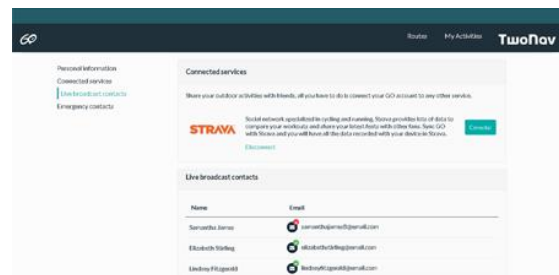 GO
Routes My Activities TwoNav
Personal information
Connected services
Live broadcast contacts
Emergency contacts
Connected services
Share your outdoor activities with friends, all you have to do is connect your GO account to any other service.
STRAVA
Social network specialized in cycling and running. Strava provides lots of data to
compare your workouts and share your latest feats with other fans. Sync GO
with Strava and you will have all the data recorded with your device in Strava.
Disconnect
Live broadcast contacts
Name Email
Samantha James
Elizabeth Stirling
Lindsey Fitzgerald